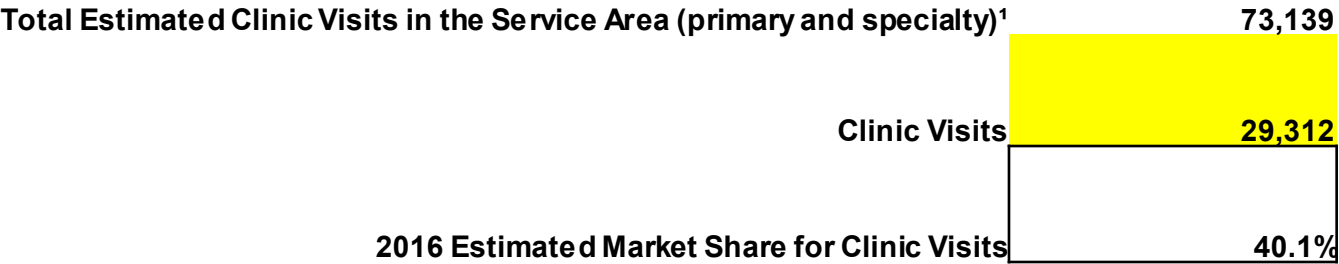 Total Estimated Clinic Visits in the Service Area (primary and specialty)¹ 73,139
Clinic Visits 29,312
2016 Estimated Market Share for Clinic Visits 40.1%